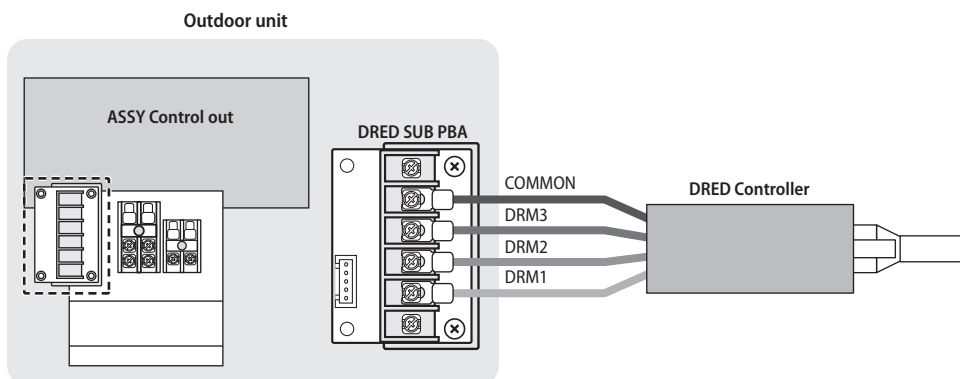 Outdoor unit
ASSY Control out
DRED SUB PBA
COMMON
DRM3
DRM2
DRM1
DRED Controller